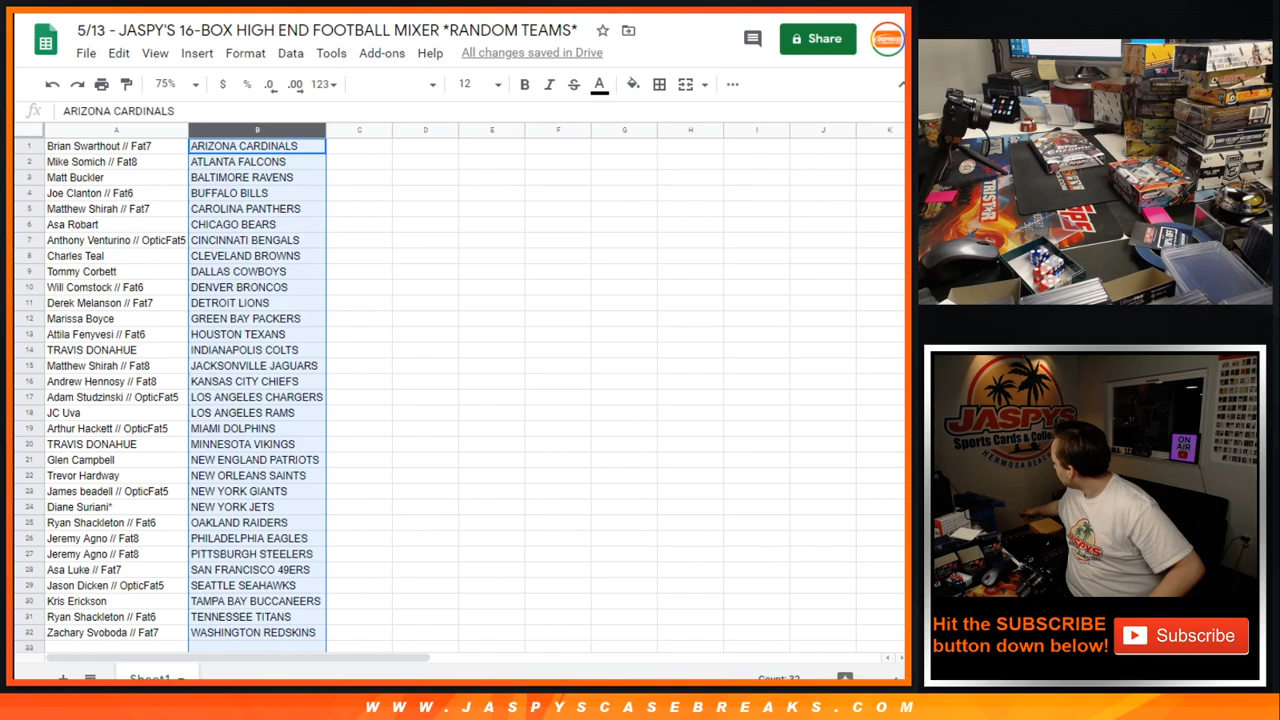 5/13 - JASPY'S 16-BOX HIGH END FOOTBALL MIXER *RANDOM TEAMS*
File Edit View Insert Format Data Tools Add-ons Help All changes saved in Drive
Share
75% $ % .0 .00 123 12 B I S A
fx ARIZONA CARDINALS
A B C D E F G H I J K
1 Brian Swarthout // Fat7 ARIZONA CARDINALS
2 Mike Somich // Fat8 ATLANTA FALCONS
3 Matt Buckler BALTIMORE RAVENS
4 Joe Clanton // Fat6 BUFFALO BILLS
5 Matthew Shirah // Fat7 CAROLINA PANTHERS
6 Asa Robart CHICAGO BEARS
7 Anthony Venturino // OpticFat5 CINCINNATI BENGALS
8 Charles Teal CLEVELAND BROWNS
9 Tommy Corbett DALLAS COWBOYS
10 Will Comstock // Fat6 DENVER BRONCOS
11 Derek Melanson // Fat7 DETROIT LIONS
12 Marissa Boyce GREEN BAY PACKERS
13 Attila Fenyvesi // Fat6 HOUSTON TEXANS
14 TRAVIS DONAHUE INDIANAPOLIS COLTS
15 Matthew Shirah // Fat8 JACKSONVILLE JAGUARS
16 Andrew Hennosy // Fat8 KANSAS CITY CHIEFS
17 Adam Studzinski // OpticFat5 LOS ANGELES CHARGERS
18 JC Uva LOS ANGELES RAMS
19 Arthur Hackett // OpticFat5 MIAMI DOLPHINS
20 TRAVIS DONAHUE MINNESOTA VIKINGS
21 Glen Campbell NEW ENGLAND PATRIOTS
22 Trevor Hardway NEW ORLEANS SAINTS
23 James beadell // OpticFat5 NEW YORK GIANTS
24 Diane Suriani* NEW YORK JETS
25 Ryan Shackleton // Fat6 OAKLAND RAIDERS
26 Jeremy Agno // Fat8 PHILADELPHIA EAGLES
27 Jeremy Agno // Fat8 PITTSBURGH STEELERS
28 Asa Luke // Fat7 SAN FRANCISCO 49ERS
29 Jason Dicken // OpticFat5 SEATTLE SEAHAWKS
30 Kris Erickson TAMPA BAY BUCCANEERS
31 Ryan Shackleton // Fat6 TENNESSEE TITANS
32 Zachary Svoboda // Fat7 WASHINGTON REDSKINS
33
Sheet1
Count: 32
TRISTAR
JASPYS
Sports Cards &
HERMOSA BEACH
ON AIR
Hit the SUBSCRIBE
button down below!
Subscribe
WWW.JASPYSCASEBREAKS.COM